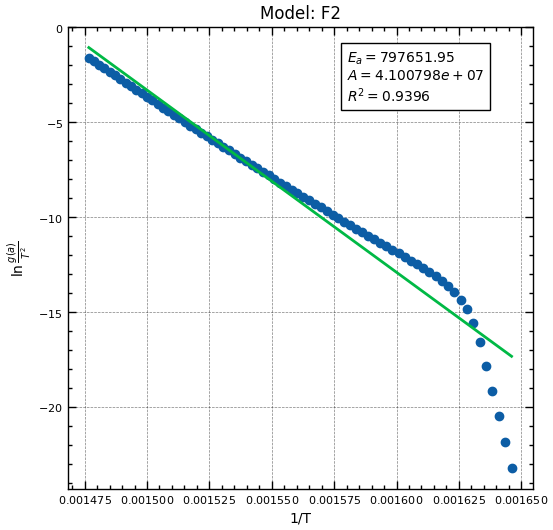 Model: F2
E_a = 797651.95
A = 4.100798e + 07
R^2 = 0.9396
0
−5
−10
−15
−20
ln g(a)/T^2
0.001475 0.001500 0.001525 0.001550 0.001575 0.001600 0.001625 0.001650
1/T